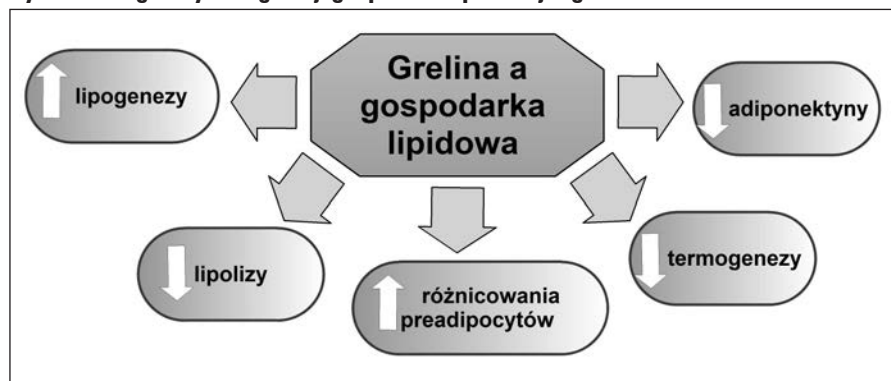 Grelina a
gospodarka
lipidowa
lipogenezy
adiponektyny
lipolizy
różnicowania
preadipocytów
termogenezy